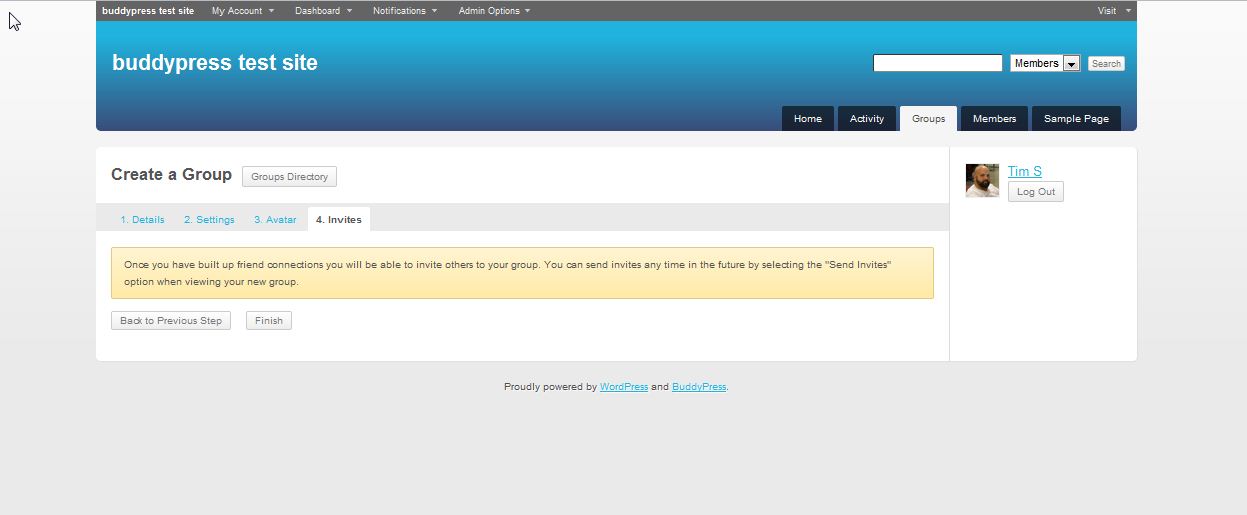 buddypress test site My Account Dashboard Notifications Admin Options Visit
buddypress test site
Members Search
Home Activity Groups Members Sample Page
Create a Group Groups Directory
1. Details 2. Settings 3. Avatar 4. Invites
Once you have built up friend connections you will be able to invite others to your group. You can send invites any time in the future by selecting the "Send Invites"
option when viewing your new group.
Back to Previous Step Finish
Tim S
Log Out
Proudly powered by WordPress and BuddyPress.